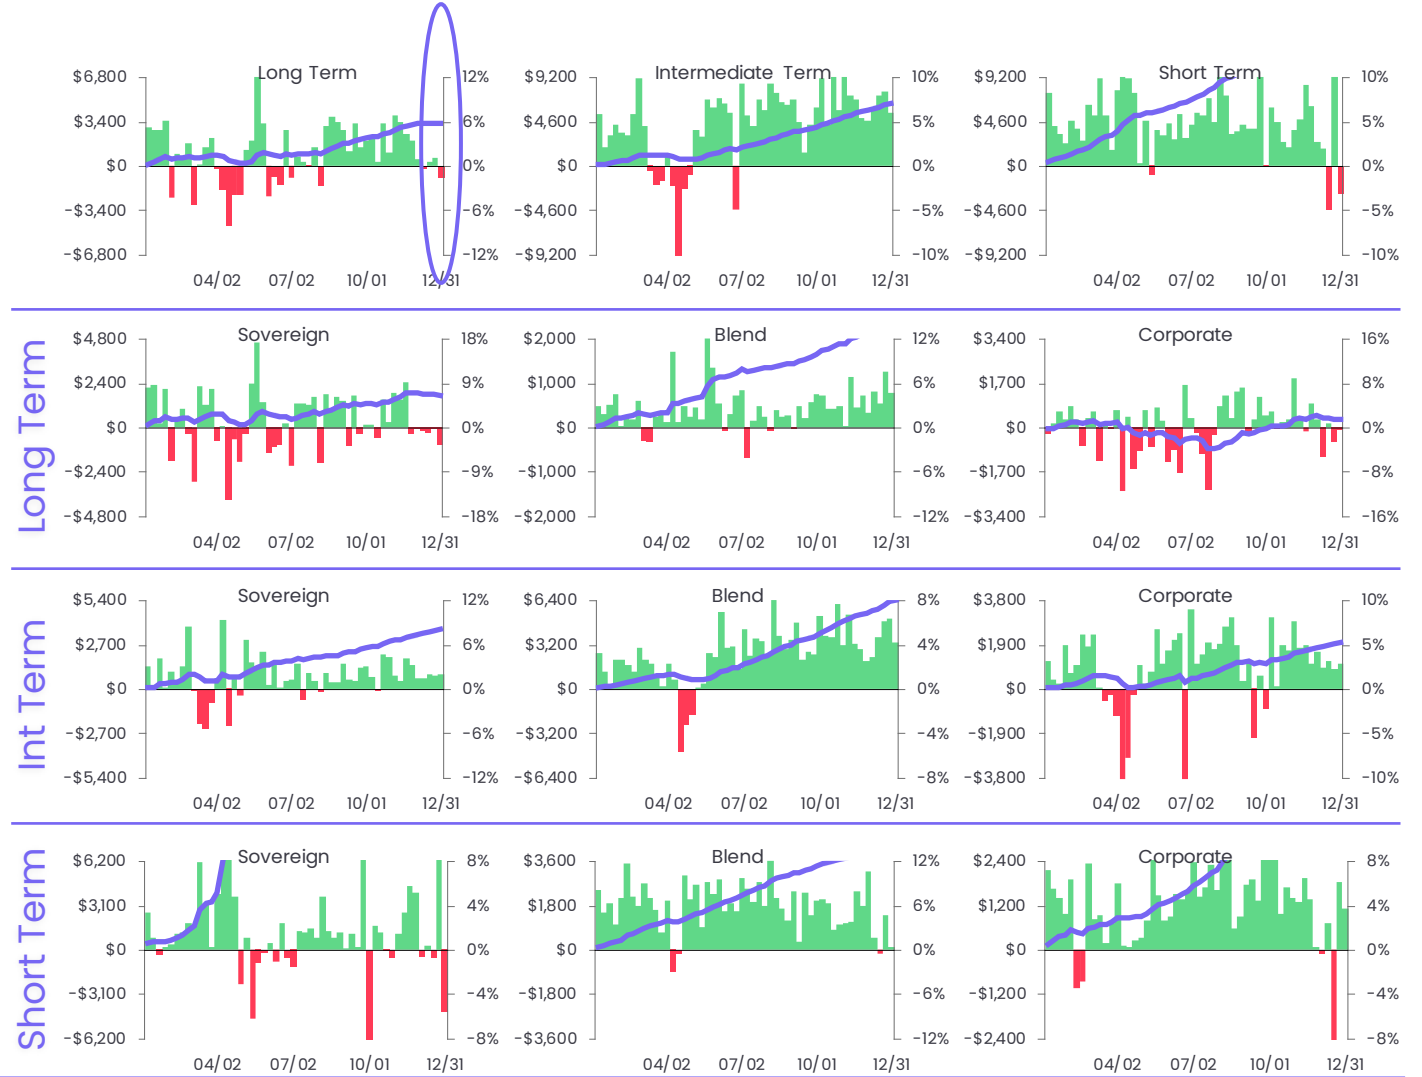 Long Term Intermediate Term Short Term
$6,800 12% $9,200 10% $9,200 10%
$3,400 6% $4,600 5% $4,600 5%
$0 0% $0 0% $0 0%
-$3,400 -6% -$4,600 -5% -$4,600 -5%
-$6,800 -12% -$9,200 -10% -$9,200 -10%
04/02 07/02 10/01 12/31 04/02 07/02 10/01 12/31 04/02 07/02 10/01 12/31
Long Term
Sovereign Blend Corporate
$4,800 18% $2,000 12% $3,400 16%
$2,400 9% $1,000 6% $1,700 8%
$0 0% $0 0% $0 0%
-$2,400 -9% -$1,000 -6% -$1,700 -8%
-$4,800 -18% -$2,000 -12% -$3,400 -16%
04/02 07/02 10/01 12/31 04/02 07/02 10/01 12/31 04/02 07/02 10/01 12/31
Int Term
Sovereign Blend Corporate
$5,400 12% $6,400 8% $3,800 10%
$2,700 6% $3,200 4% $1,900 5%
$0 0% $0 0% $0 0%
-$2,700 -6% -$3,200 -4% -$1,900 -5%
-$5,400 -12% -$6,400 -8% -$3,800 -10%
04/02 07/02 10/01 12/31 04/02 07/02 10/01 12/31 04/02 07/02 10/01 12/31
Short Term
Sovereign Blend Corporate
$6,200 8% $3,600 12% $2,400 8%
$3,100 4% $1,800 6% $1,200 4%
$0 0% $0 0% $0 0%
-$3,100 -4% -$1,800 -6% -$1,200 -4%
-$6,200 -8% -$3,600 -12% -$2,400 -8%
04/02 07/02 10/01 12/31 04/02 07/02 10/01 12/31 04/02 07/02 10/01 12/31